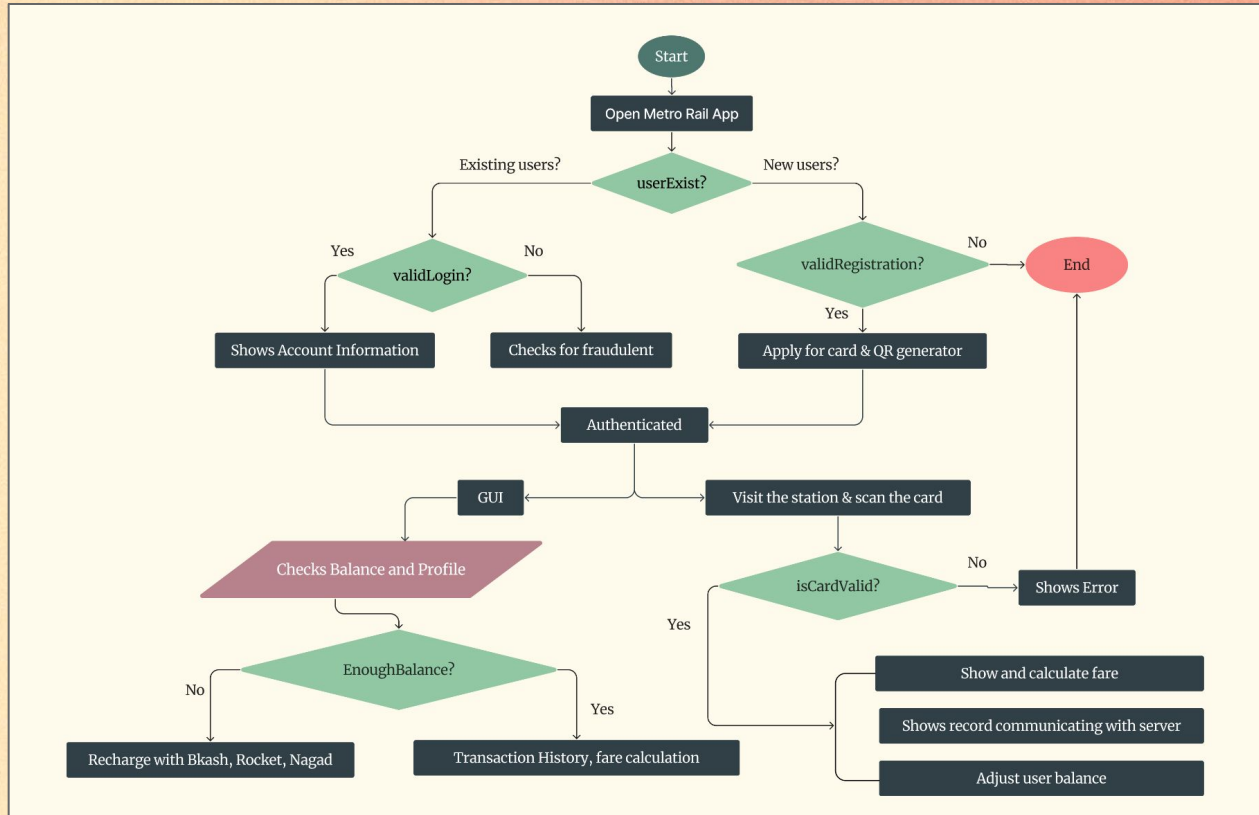 Start
Open Metro Rail App
Existing users?
New users?
userExist?
Yes
No
validLogin?
validRegistration?
No
End
Yes
Shows Account Information
Checks for fraudulent
Apply for card & QR generator
Authenticated
GUI
Visit the station & scan the card
Checks Balance and Profile
isCardValid?
No
Shows Error
Yes
EnoughBalance?
No
Yes
Show and calculate fare
Shows record communicating with server
Adjust user balance
Recharge with Bkash, Rocket, Nagad
Transaction History, fare calculation